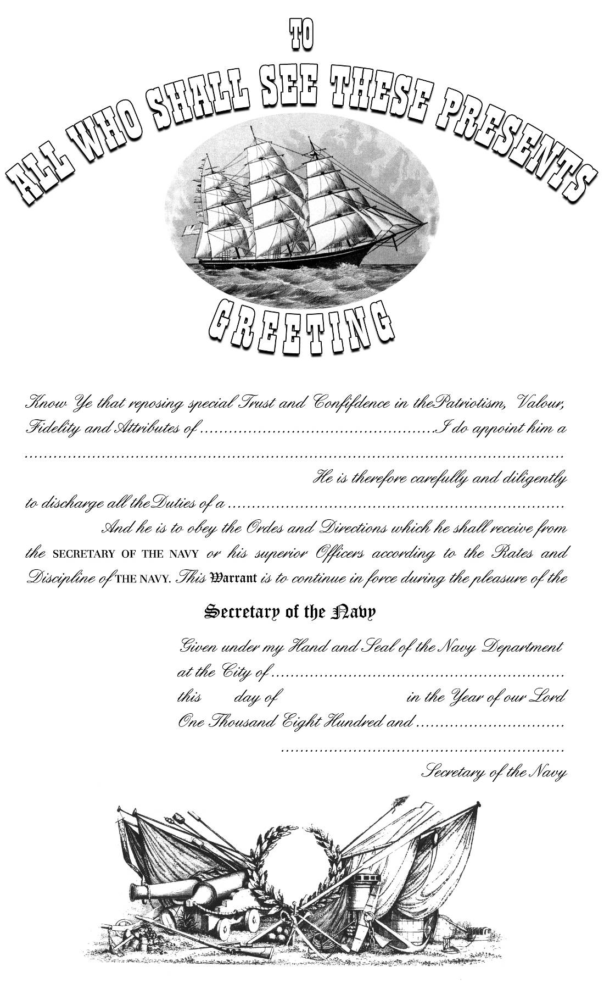 TO
ALL WHO SHALL SEE THESE PRESENTS
GREETING
Know Ye that reposing special Trust and Confifdence in thePatriotism, Valour,
Fidelity and Attributes of ................................................I do appoint him a
................................................................................................................
He is therefore carefully and diligently
to discharge all theDuties of a ......................................................................
And he is to obey the Ordes and Directions which he shall receive from
the SECRETARY OF THE NAVY or his superior Officers according to the Rates and
Discipline of THE NAVY. This Warrant is to continue in force during the pleasure of the
Secretary of the Navy
Given under my Hand and Seal of the Navy Department
at the City of .............................................................
this day of in the Year of our Lord
One Thousand Eight Hundred and ...............................
...........................................................
Secretary of the Navy